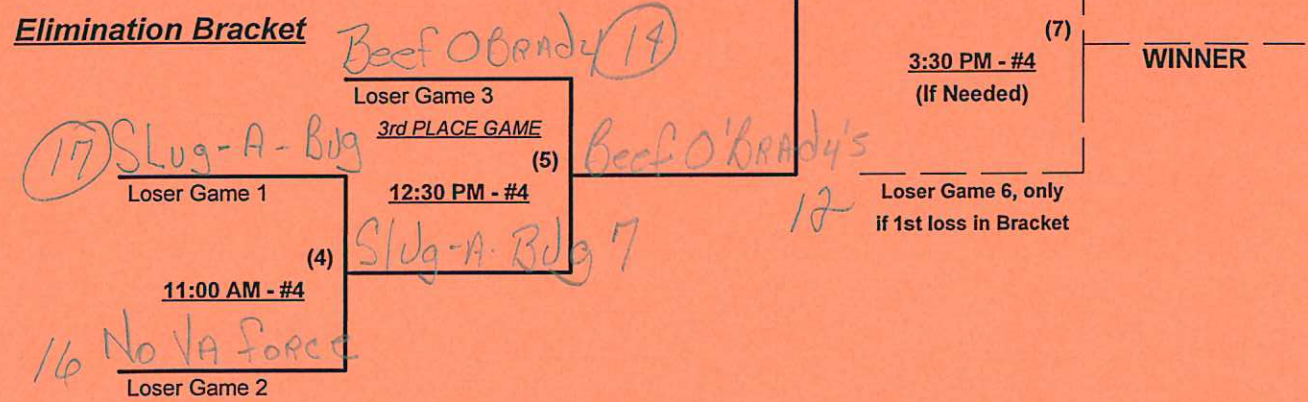 Elimination Bracket
Beef OBRAdy 14
Loser Game 3
3rd PLACE GAME
17 SLug-A-Bug
Loser Game 1
(5)
12:30 PM - #4
Beef O'BRAdy's
12
(4)
11:00 AM - #4
Slug-A-Bug 7
16 No VA foRce
Loser Game 2
(7)
3:30 PM - #4
(If Needed)
WINNER
Loser Game 6, only
if 1st loss in Bracket